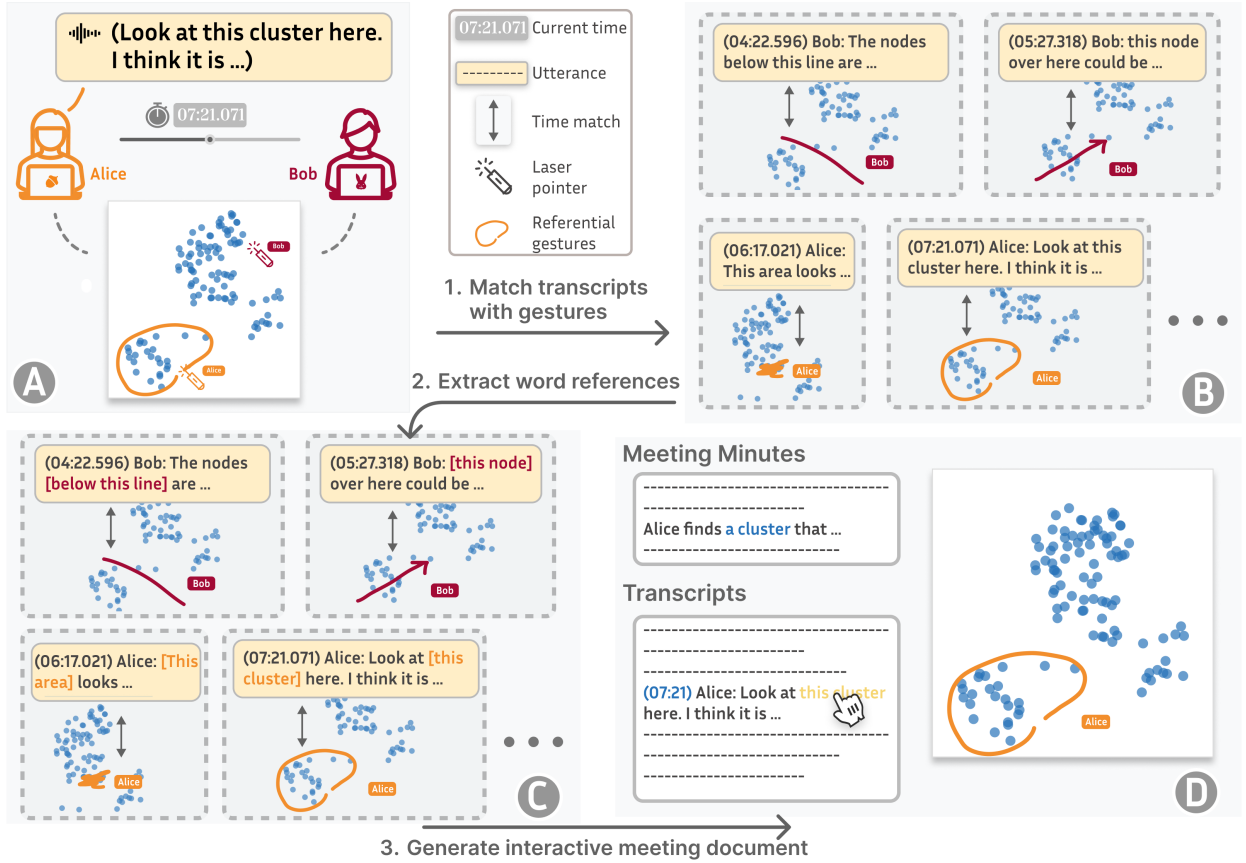 (Look at this cluster here.
I think it is ...)
07:21.071
Alice
Bob
Bob
Alice
A
07:21.071 Current time
Utterance
Time match
Laser
pointer
Referential
gestures
1. Match transcripts
with gestures
(04:22.596) Bob: The nodes
below this line are ...
Bob
(05:27.318) Bob: this node
over here could be ...
Bob
(06:17.021) Alice:
This area looks ...
Alice
(07:21.071) Alice: Look at this
cluster here. I think it is ...
Alice
B
2. Extract word references
(04:22.596) Bob: The nodes
[below this line] are ...
Bob
(05:27.318) Bob: [this node]
over here could be ...
Bob
(06:17.021) Alice: [This
area] looks ...
Alice
(07:21.071) Alice: Look at [this
cluster] here. I think it is ...
Alice
C
3. Generate interactive meeting document
Meeting Minutes
Alice finds a cluster that ...
Transcripts
(07:21) Alice: Look at this cluster
here. I think it is ...
Alice
D